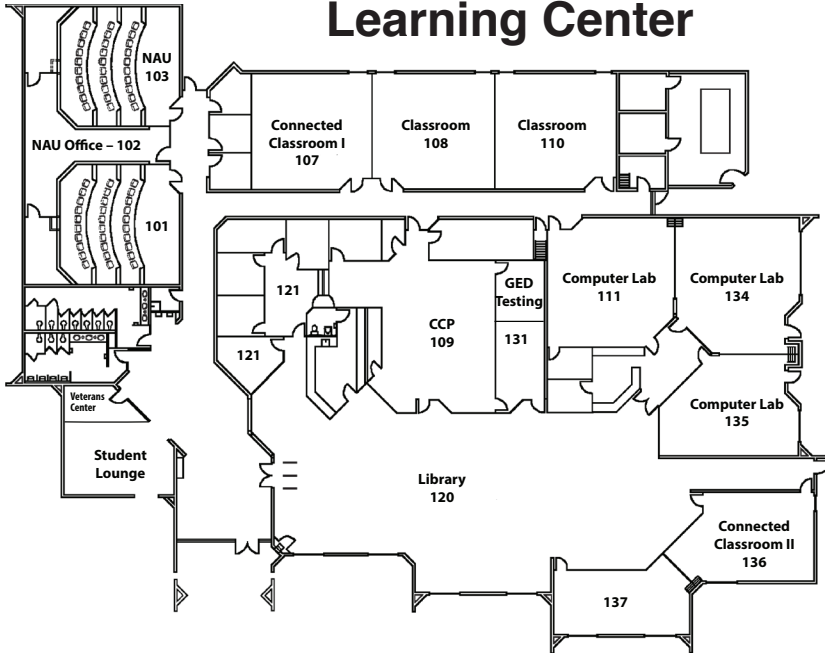 Learning Center
NAU
103
NAU Office – 102
101
Connected
Classroom I
107
Classroom
108
Classroom
110
121
121
CCP
109
GED
Testing
131
Computer Lab
111
Computer Lab
134
Computer Lab
135
Veterans
Center
Student
Lounge
Library
120
Connected
Classroom II
136
137